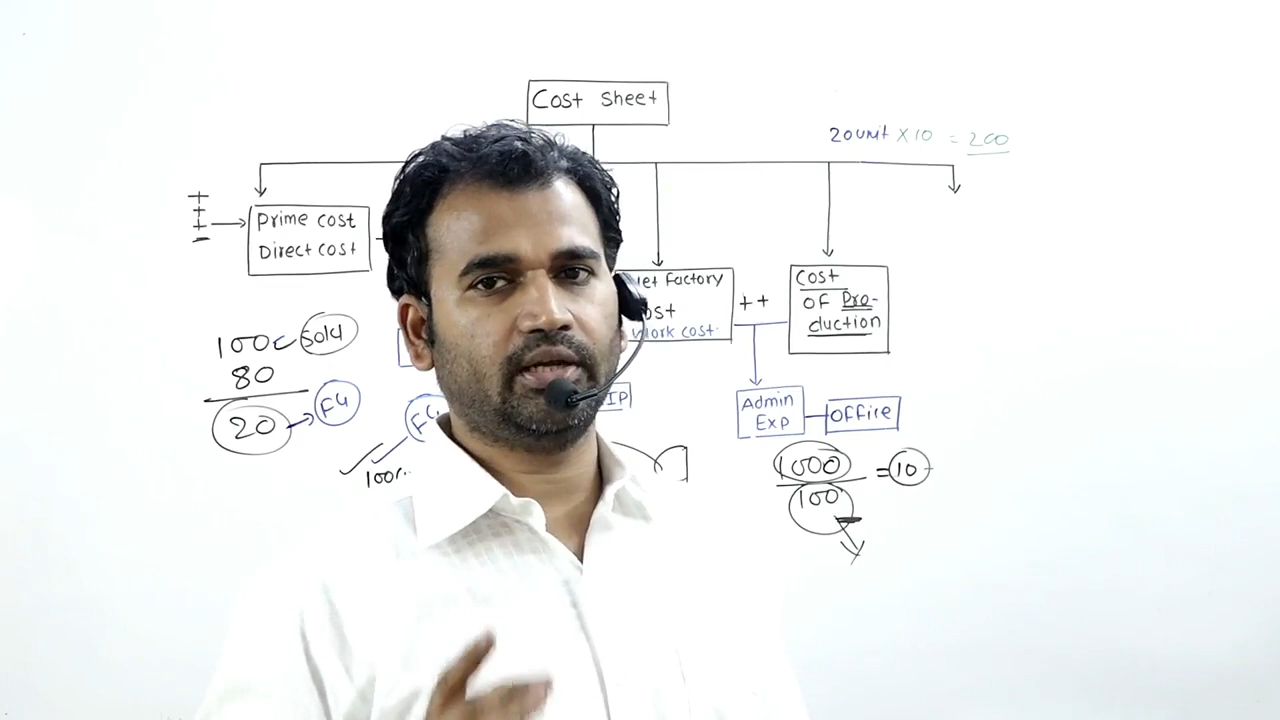 Cost Sheet
20unit X 10 = 200
Prime cost
Direct cost
Factory
Work cost
++
Cost
OF Pro-
duction
100
Sold
80
20
Admin
Exp
Office
1000
100
= 10